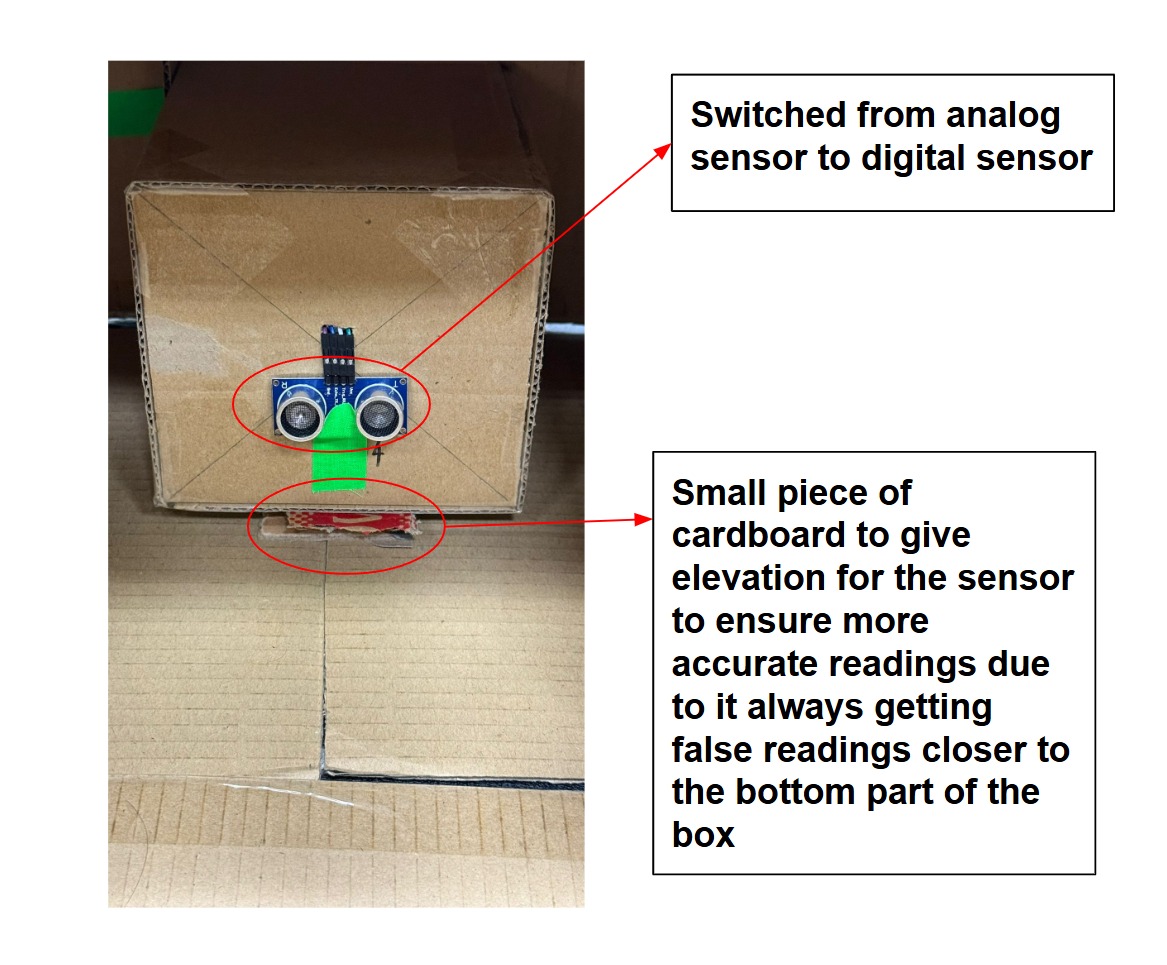 Switched from analog
sensor to digital sensor
R
T
4
Small piece of
cardboard to give
elevation for the sensor
to ensure more
accurate readings due
to it always getting
false readings closer to
the bottom part of the
box